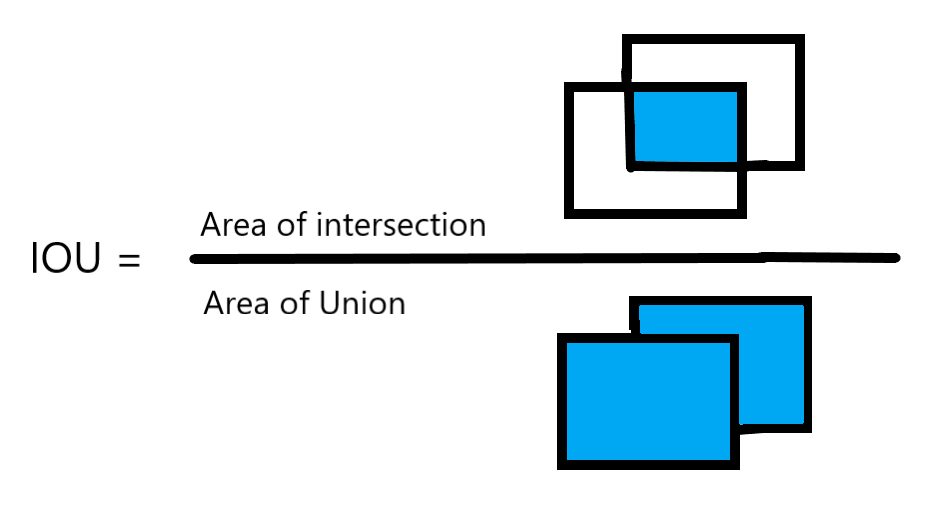 Area of intersection
IOU =
Area of Union